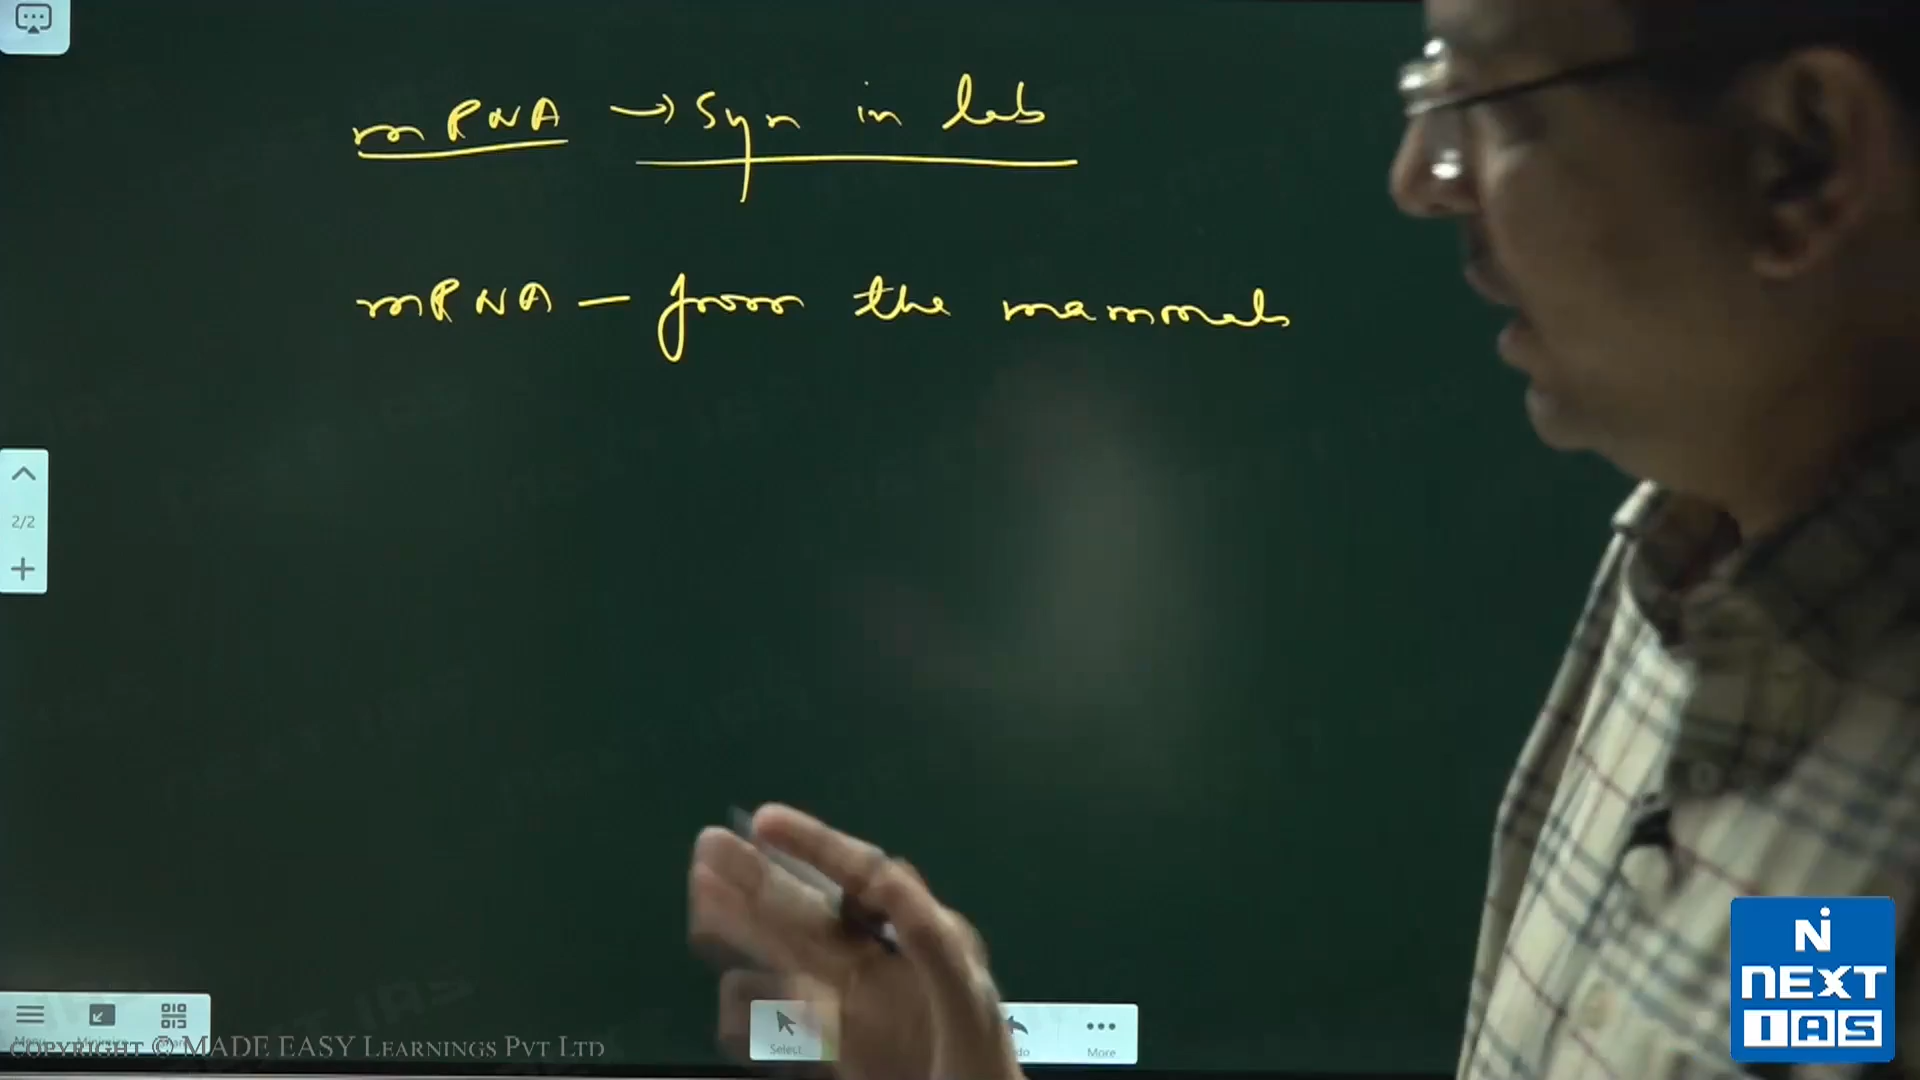 mRNA → Syn in lab
mRNA — from the mammals
2/2
Select
More
COPYRIGHT © MADE EASY LEARNINGS PVT LTD
N
NEXT
IAS